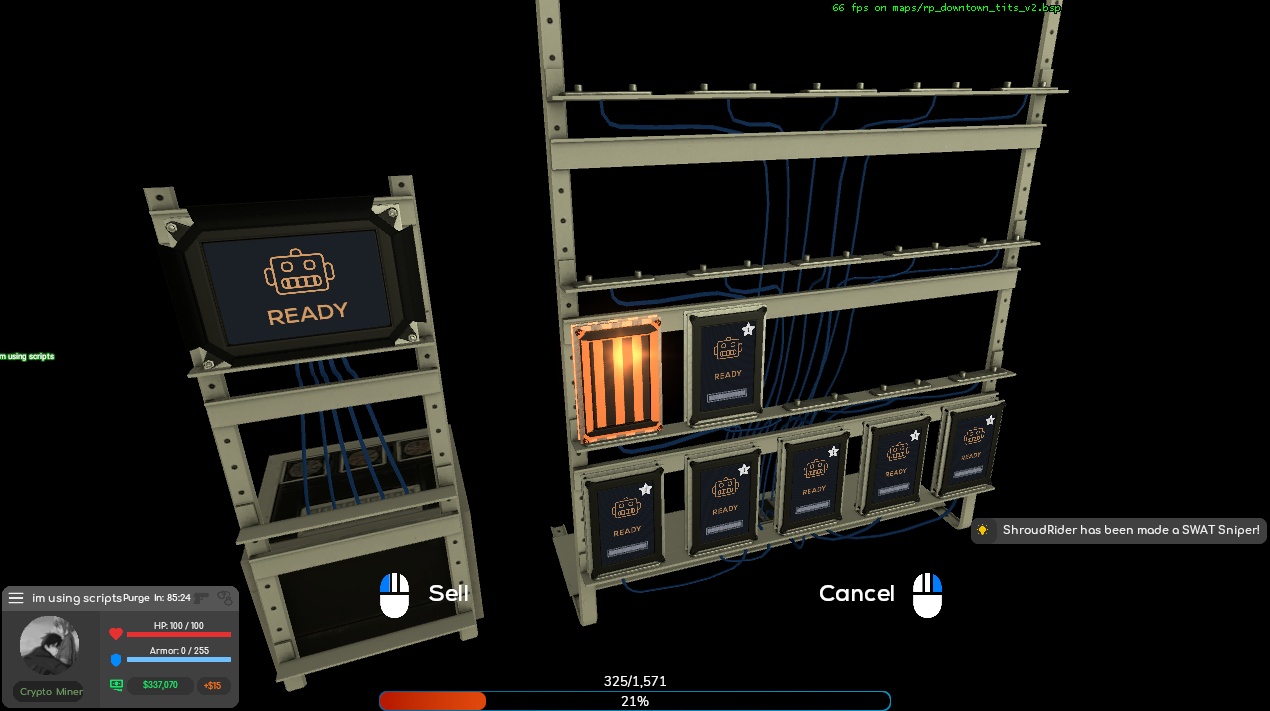 66 fps on maps/rp_downtown_tits_v2.bsp
READY
READY
m using scripts
READY
READY
READY
READY
READY
ShroudRider has been made a SWAT Sniper!
Sell
Cancel
im using scripts
Purge In: 85:24
HP: 100 / 100
Armor: 0 / 255
$337,070
+$15
Crypto Miner
325/1,571
21%